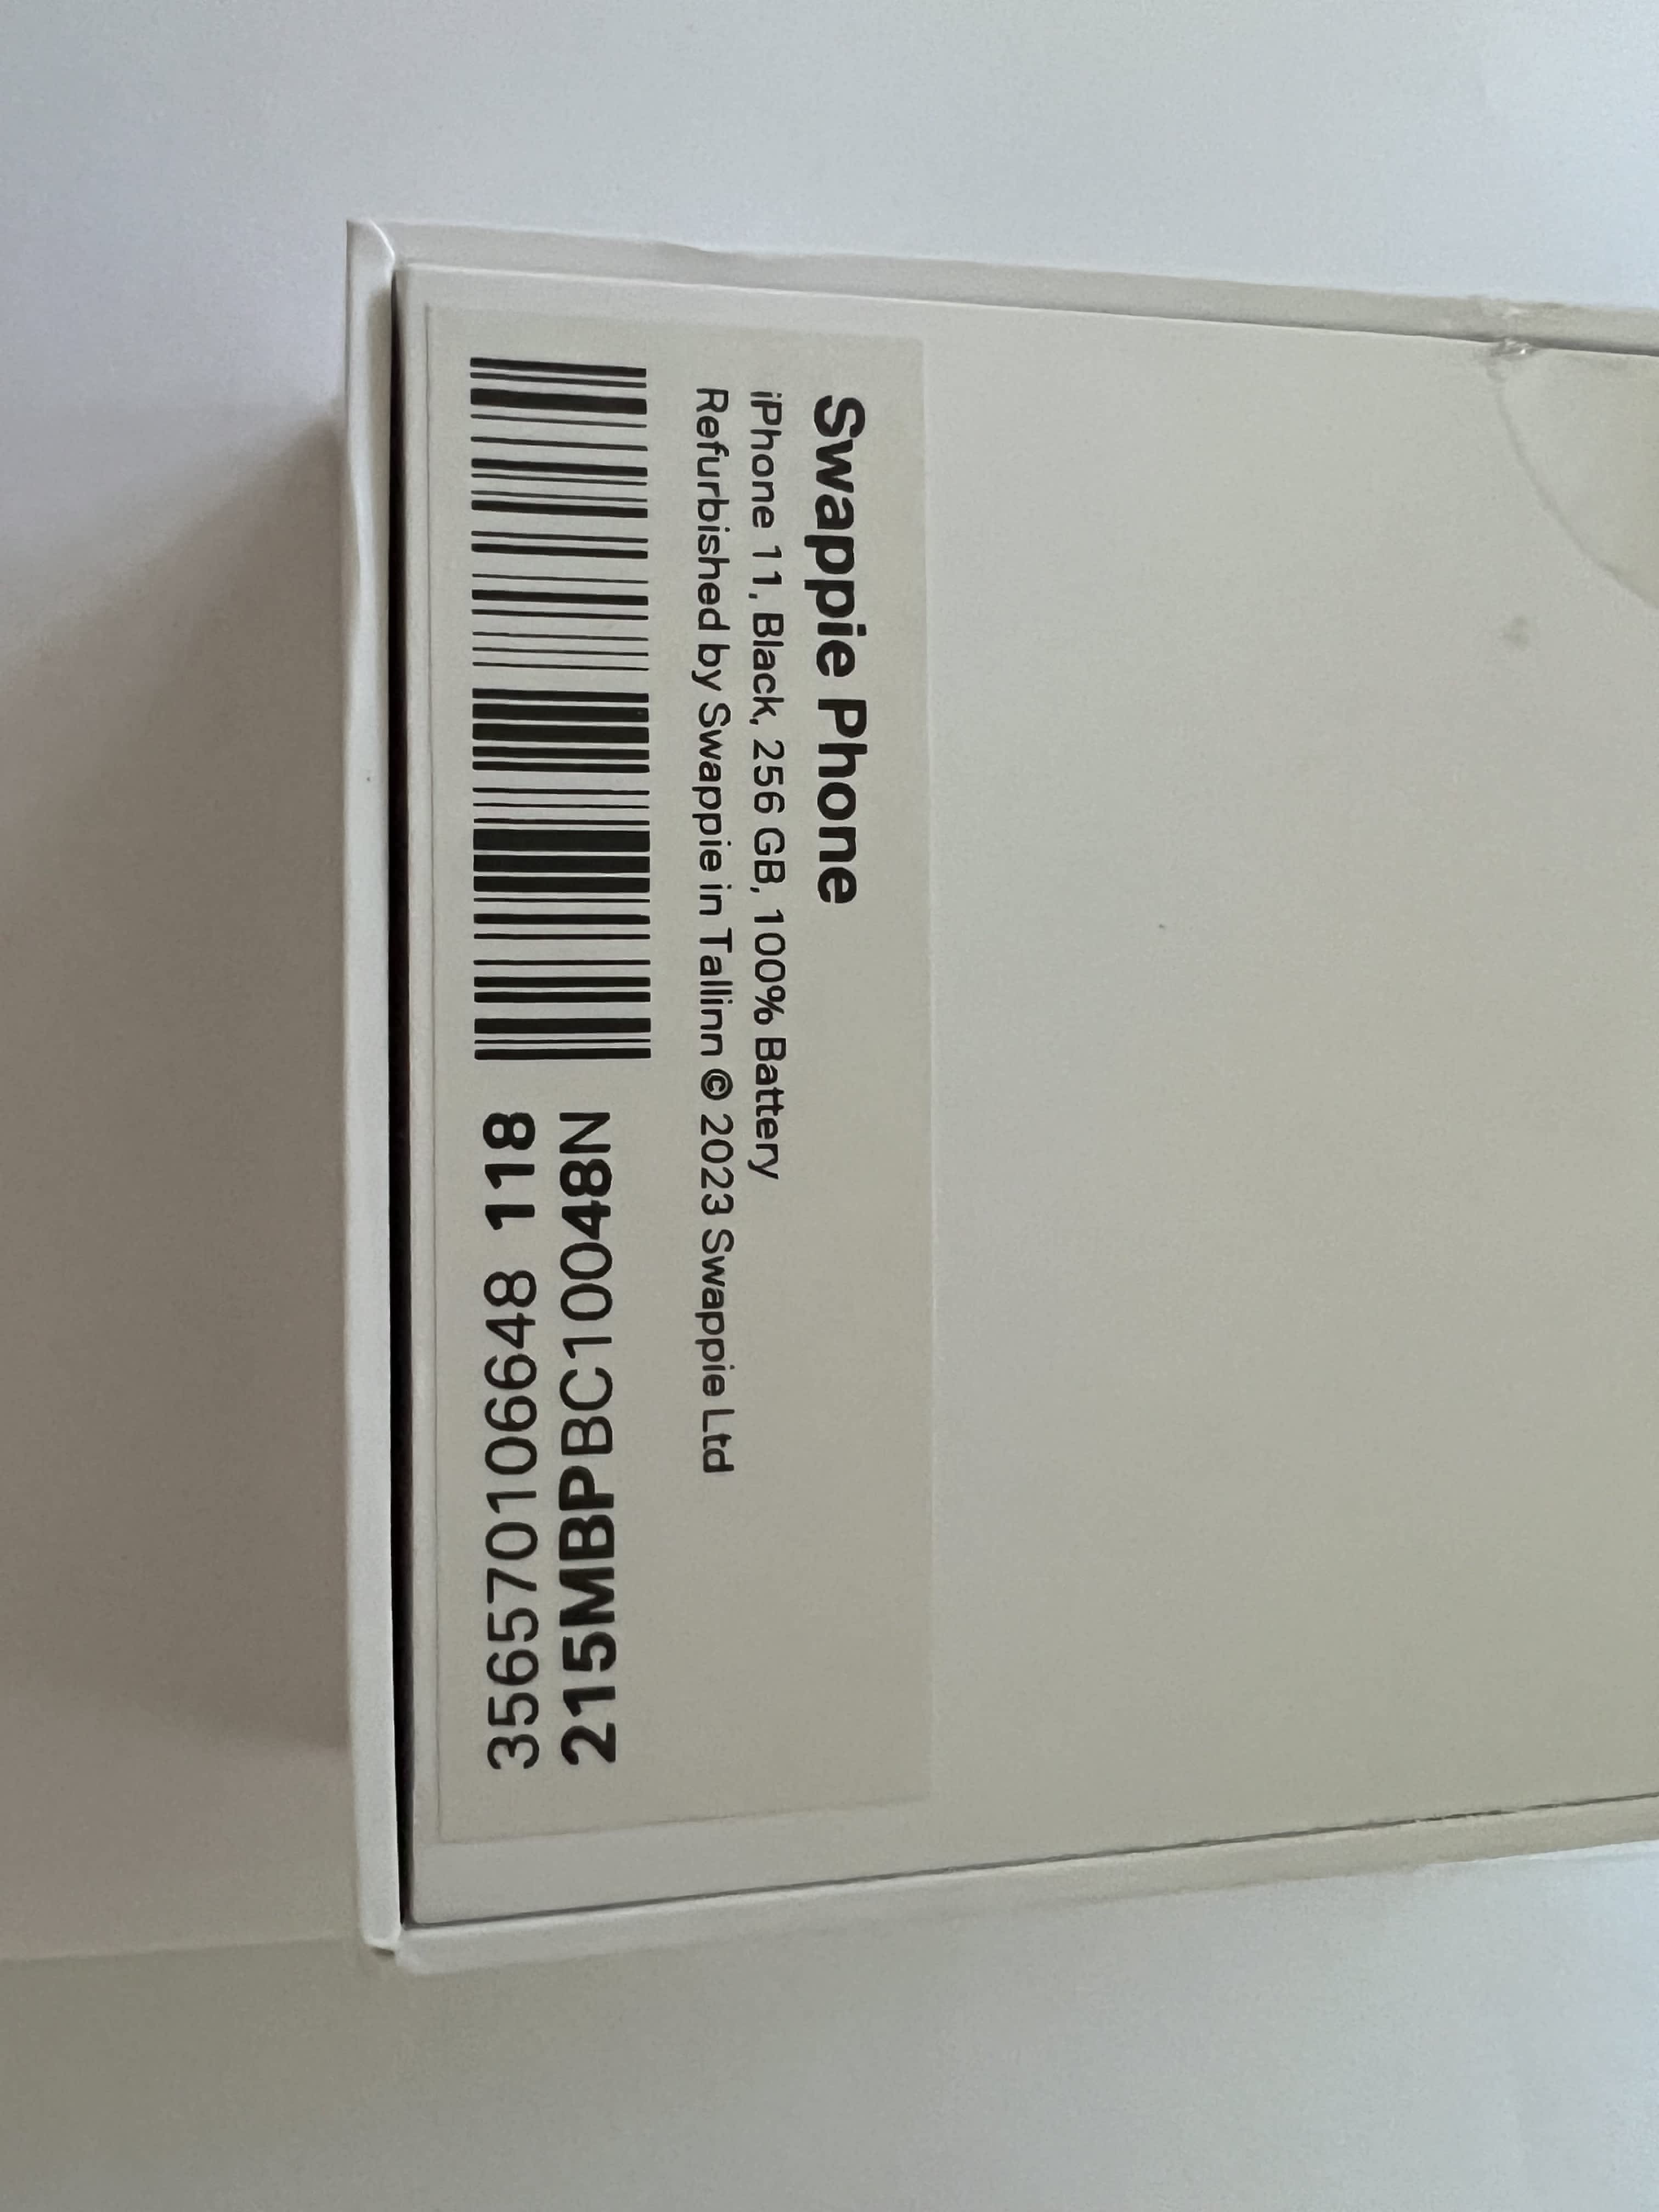 Swappie Phone
iPhone 11, Black, 256 GB, 100% Battery
Refurbished by Swappie in Tallinn © 2023 Swappie Ltd
215MBPBC10048N
356570106648 118